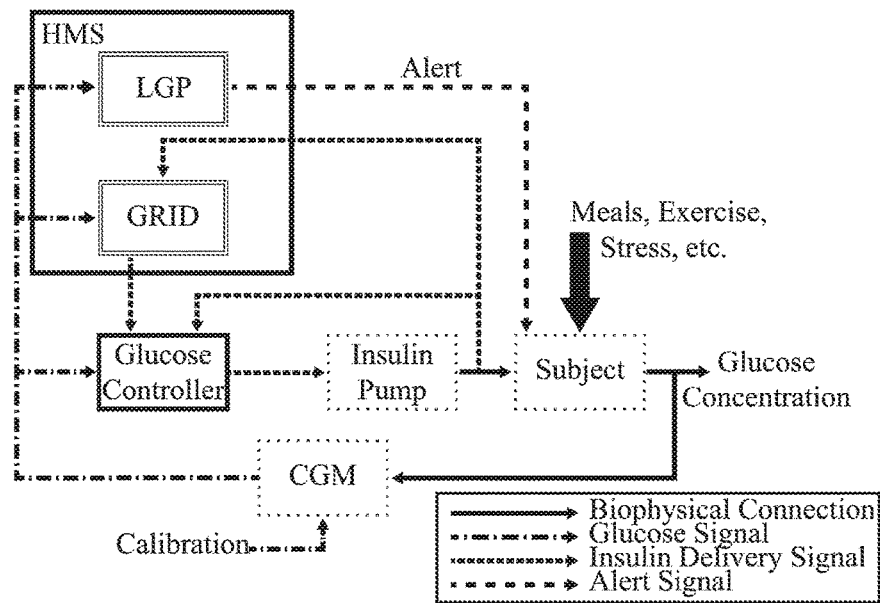 HMS
LGP
Alert
GRID
Meals, Exercise,
Stress, etc.
Glucose
Controller
Insulin
Pump
Subject
Glucose
Concentration
CGM
Calibration
Biophysical Connection
Glucose Signal
Insulin Delivery Signal
Alert Signal